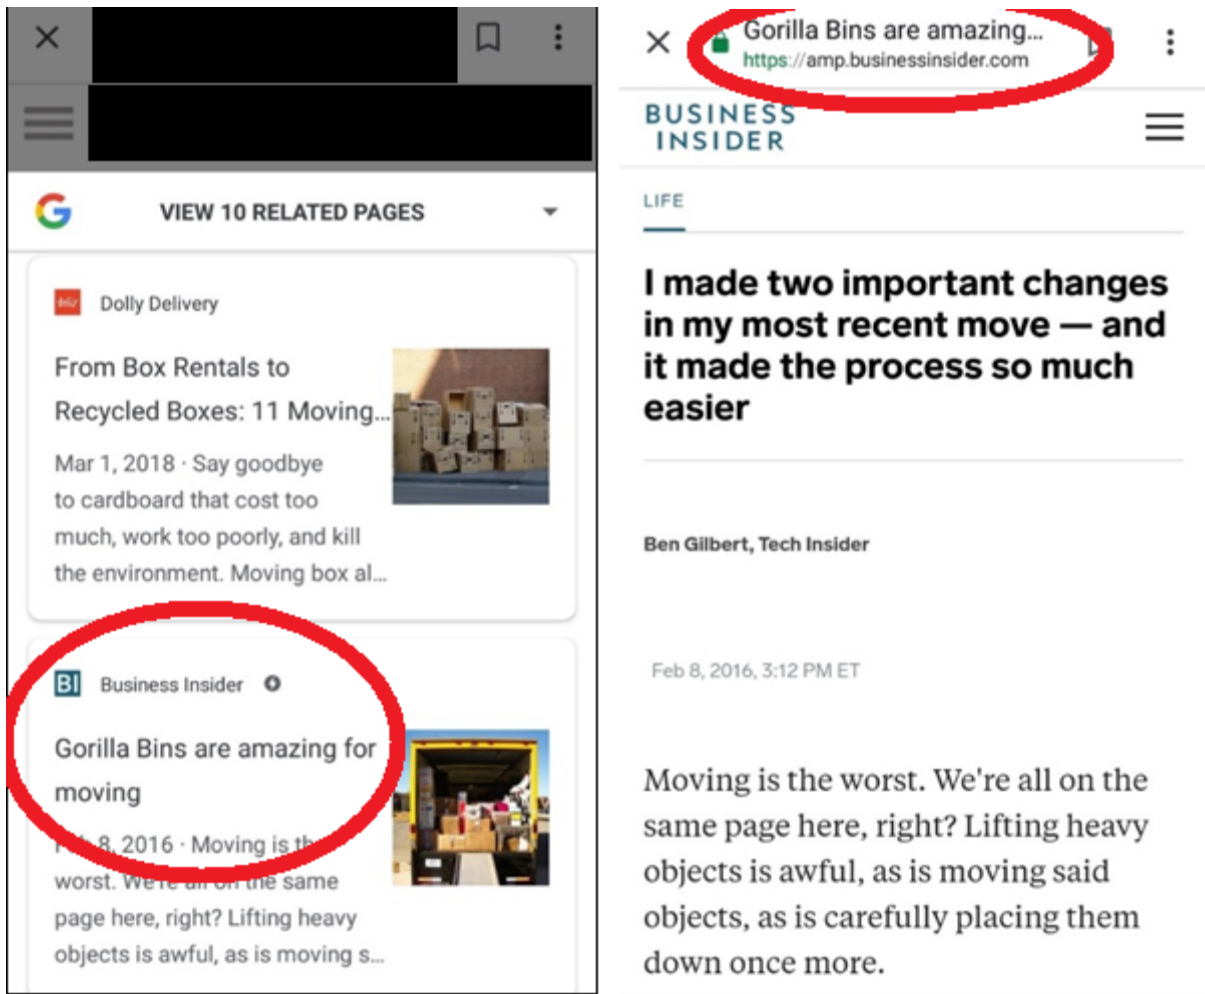 VIEW 10 RELATED PAGES
Dolly Delivery
From Box Rentals to
Recycled Boxes: 11 Moving...
Mar 1, 2018 · Say goodbye
to cardboard that cost too
much, work too poorly, and kill
the environment. Moving box al...
BI Business Insider
Gorilla Bins are amazing for
moving
8, 2016 · Moving is
worst. We're all on the same
page here, right? Lifting heavy
objects is awful, as is moving s...
Gorilla Bins are amazing...
https://amp.businessinsider.com
BUSINESS
INSIDER
LIFE
I made two important changes
in my most recent move — and
it made the process so much
easier
Ben Gilbert, Tech Insider
Feb 8, 2016, 3:12 PM ET
Moving is the worst. We're all on the
same page here, right? Lifting heavy
objects is awful, as is moving said
objects, as is carefully placing them
down once more.